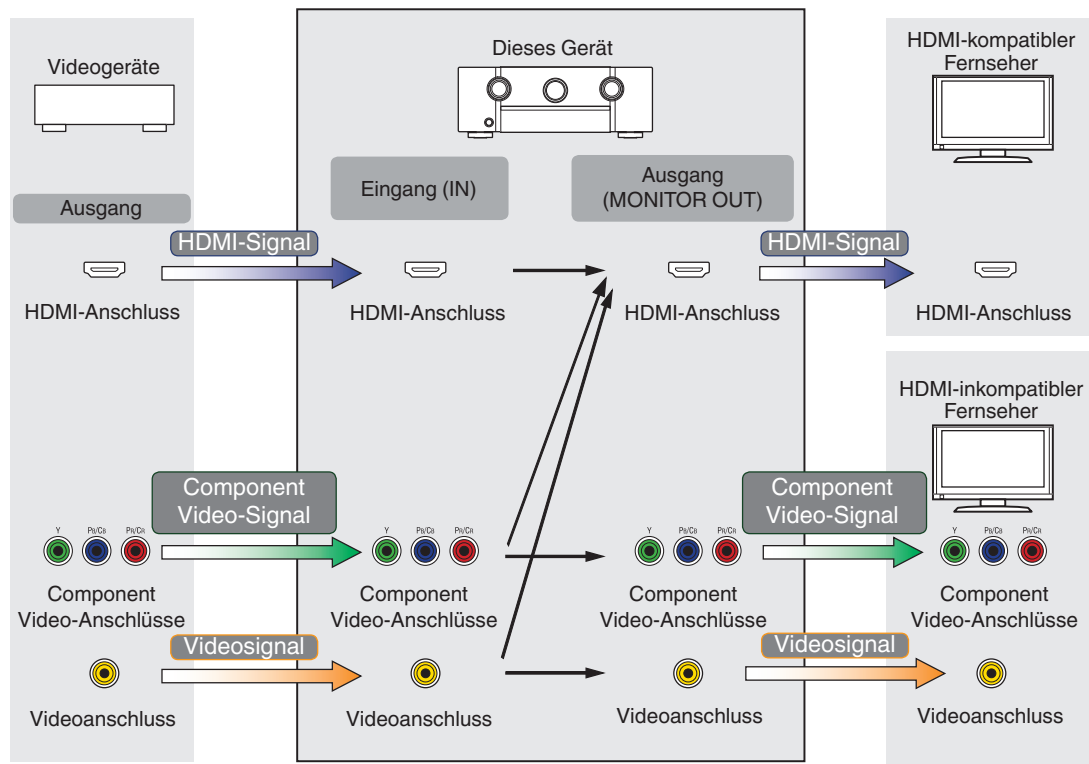 Videogeräte
Dieses Gerät
HDMI-kompatibler
Fernseher
Ausgang
Eingang (IN)
Ausgang
(MONITOR OUT)
HDMI-Signal
HDMI-Signal
HDMI-Anschluss
HDMI-Anschluss
HDMI-Anschluss
HDMI-Anschluss
HDMI-inkompatibler
Fernseher
Component
Video-Signal
Component
Video-Signal
Y PB/CB PR/CR
Y PB/CB PR/CR
Y PB/CB PR/CR
Y PB/CB PR/CR
Component
Video-Anschlüsse
Component
Video-Anschlüsse
Component
Video-Anschlüsse
Component
Video-Anschlüsse
Videosignal
Videosignal
Videoanschluss
Videoanschluss
Videoanschluss
Videoanschluss